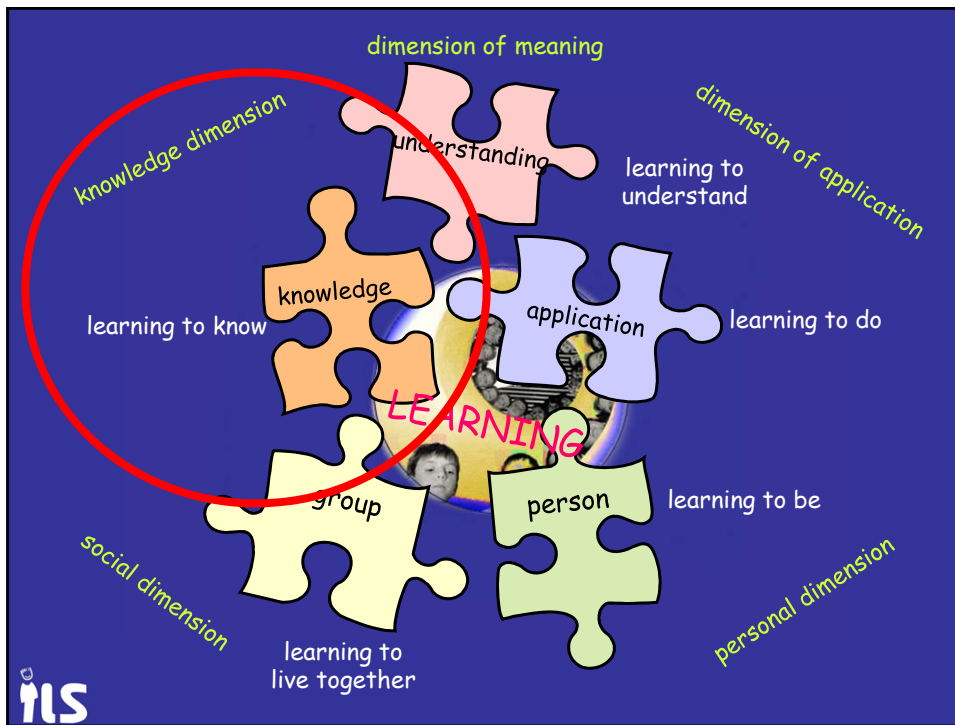 dimension of meaning
knowledge dimension
dimension of application
understanding
learning to
understand
knowledge
learning to know
application
learning to do
LEARNING
group
person
learning to be
social dimension
personal dimension
learning to
live together
ILS